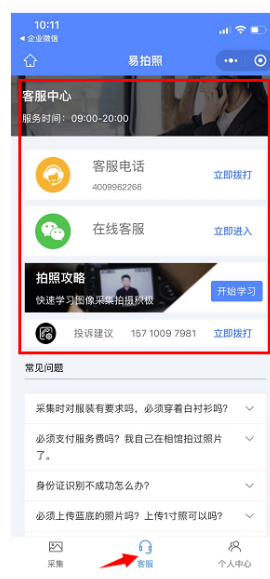 10:11
企业微信
易拍照
客服中心
服务时间：09:00-20:00
客服电话
4009962266
立即拨打
在线客服
立即进入
拍照攻略
快速学习图像采集拍摄积极
开始学习
投诉建议 157 1009 7981 立即拨打
常见问题
采集时对服装有要求吗，必须穿着白衬衫吗?
必须支付服务费吗？我自己在相馆拍过照片
了。
身份证识别不成功怎么办?
必须上传蓝底的照片吗？上传1寸照可以吗?
采集
客服
个人中心